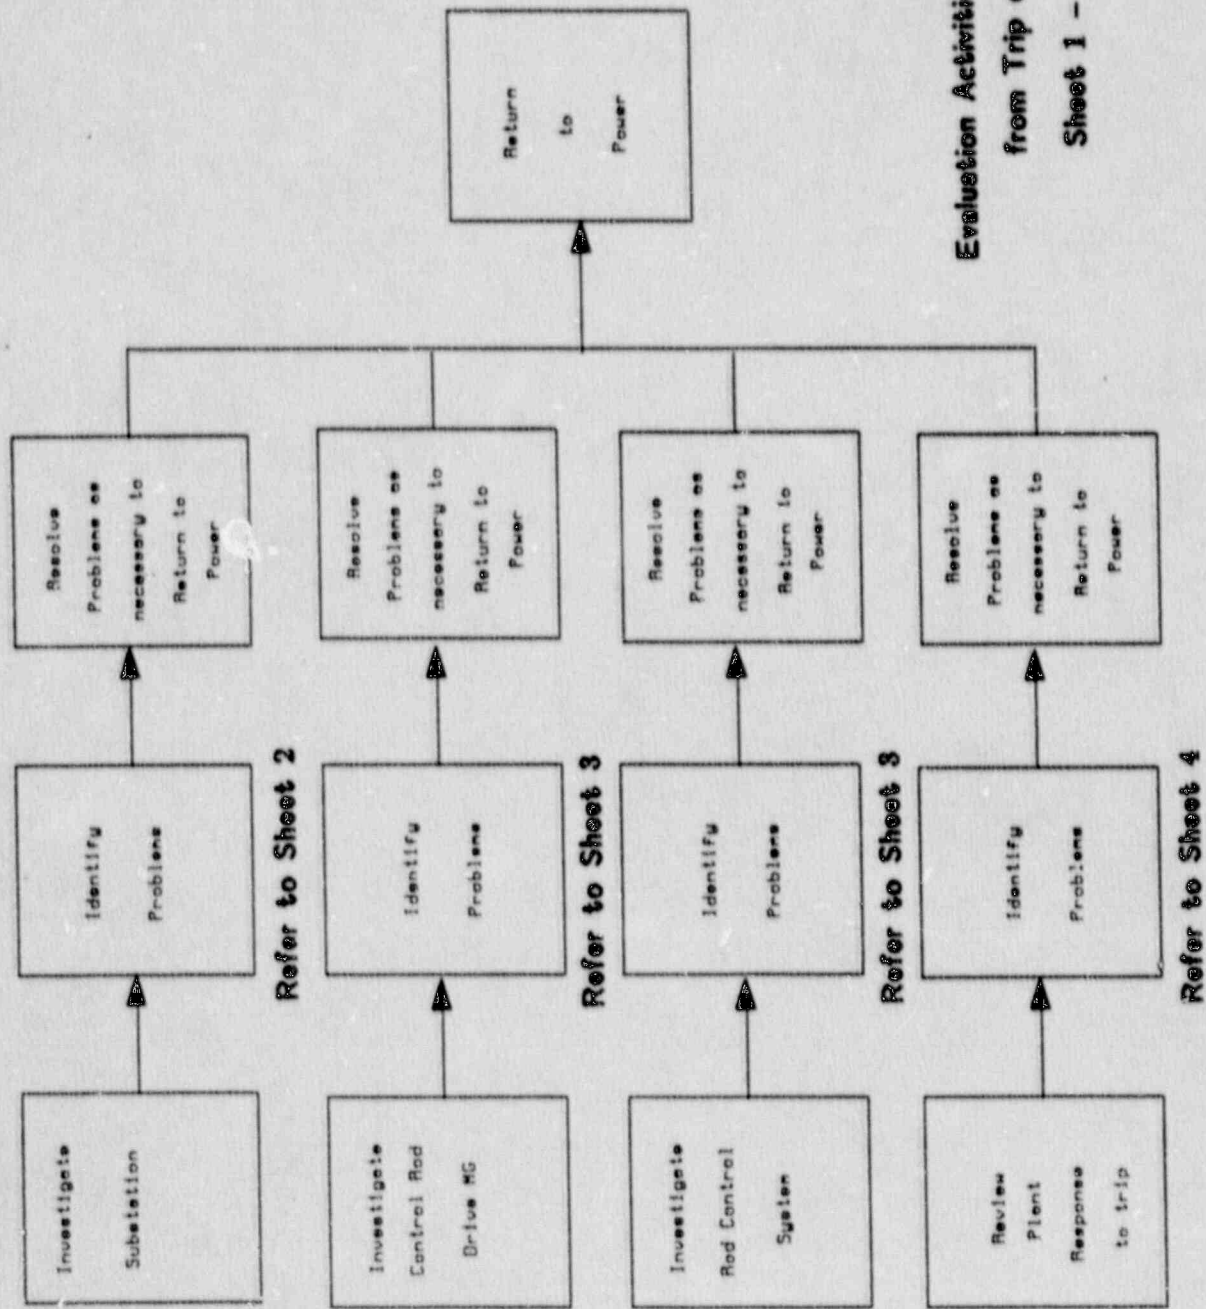 Investigate
Substation
Identify
Problems
Refer to Sheet 2
Resolve
Problems as
necessary to
Return to
Power
Investigate
Control Rod
Drive MG
Identify
Problems
Refer to Sheet 3
Resolve
Problems as
necessary to
Return to
Power
Investigate
Rod Control
System
Identify
Problems
Refer to Sheet 3
Resolve
Problems as
necessary to
Return to
Power
Review
Plant
Response
to trip
Identify
Problems
Refer to Sheet 4
Resolve
Problems as
necessary to
Return to
Power
Return
to
Power
Evaluation Activiti
from Trip
Sheet 1 -